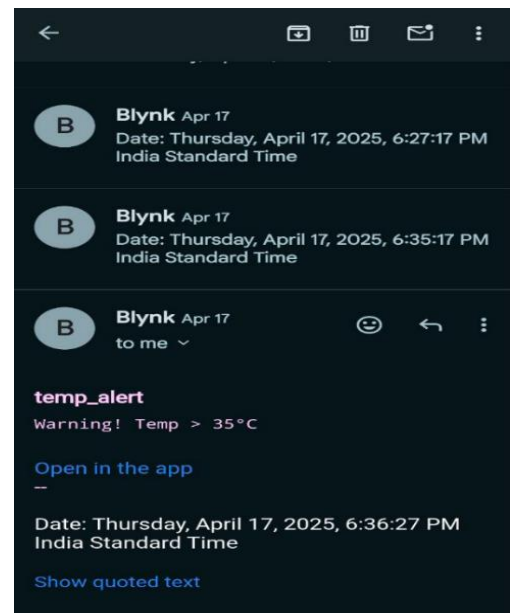 B
Blynk Apr 17
Date: Thursday, April 17, 2025, 6:27:17 PM
India Standard Time
B
Blynk Apr 17
Date: Thursday, April 17, 2025, 6:35:17 PM
India Standard Time
B
Blynk Apr 17
to me
temp_alert
Warning! Temp > 35°C
Open in the app
--
Date: Thursday, April 17, 2025, 6:36:27 PM
India Standard Time
Show quoted text